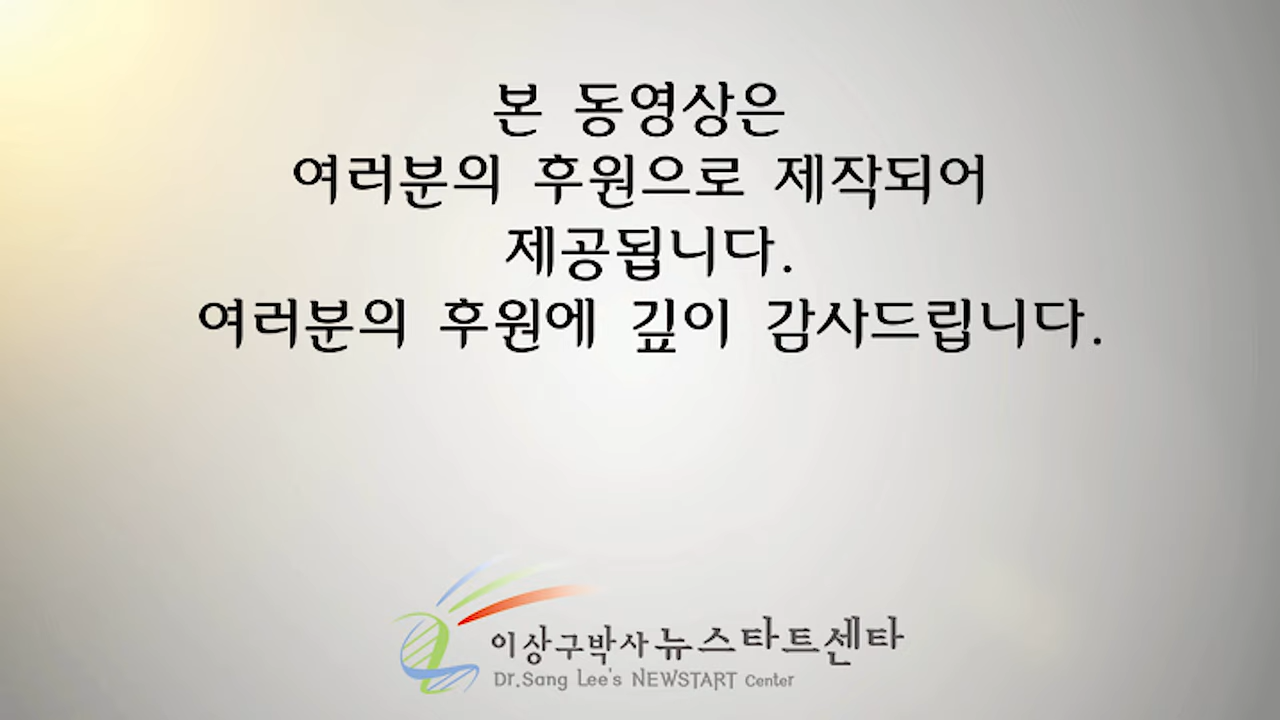 본 동영상은
여러분의 후원으로 제작되어
제공됩니다.
여러분의 후원에 깊이 감사드립니다.
이상구박사 뉴스타트센타
Dr.Sang Lee's NEWSTART Center